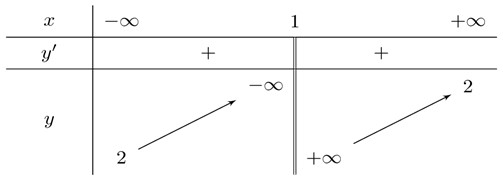 x −∞ 1 +∞
y′ + +
−∞ 2
y
2 +∞